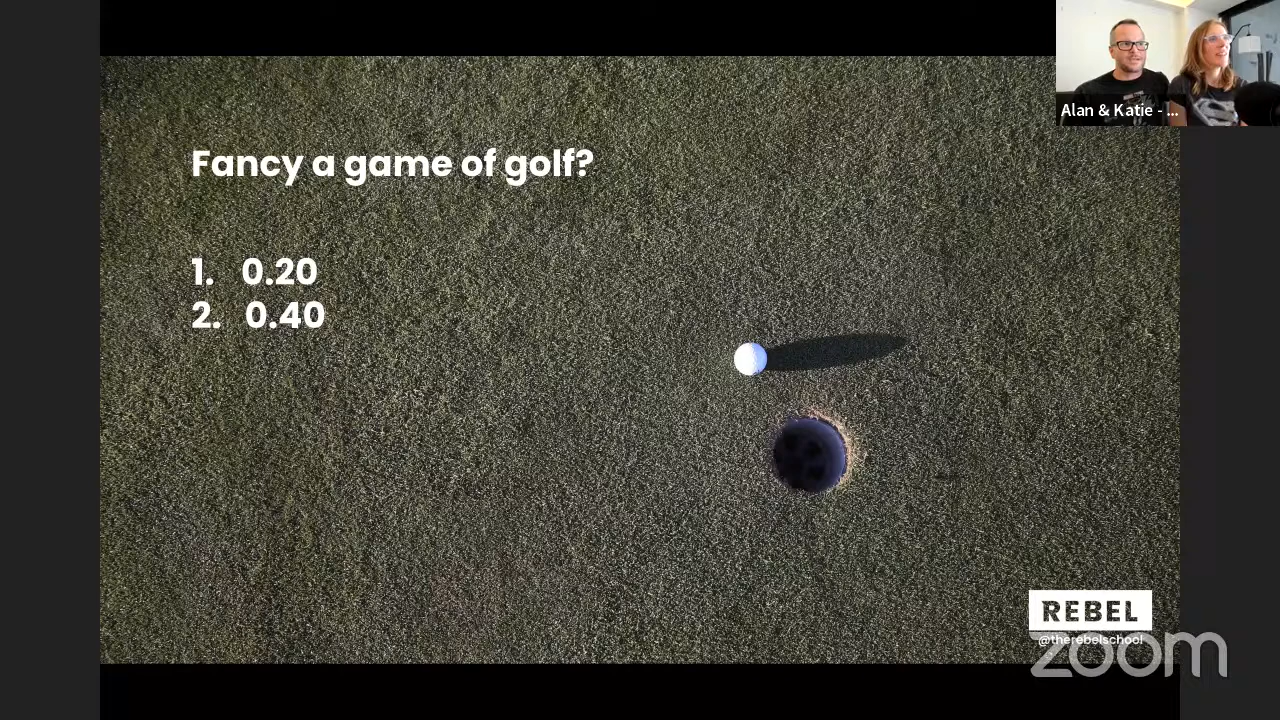 Alan & Katie - ...
Fancy a game of golf?
1. 0.20
2. 0.40
REBEL
@therebelschool
zoom